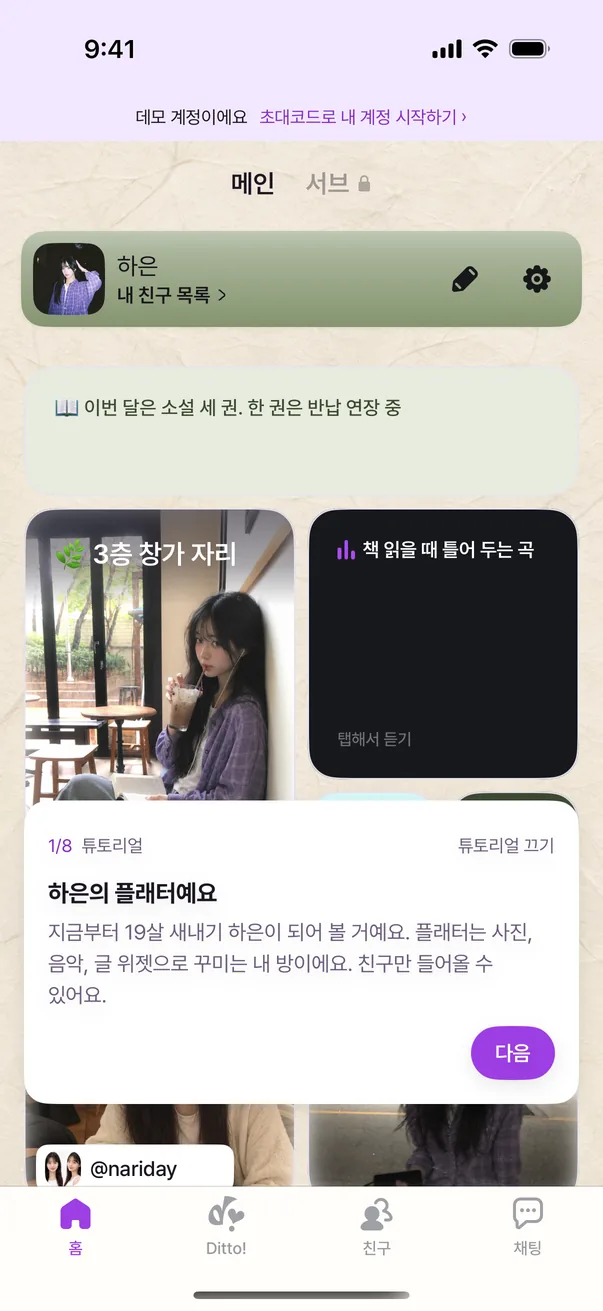 9:41
데모 계정이에요 초대코드로 내 계정 시작하기 ›
메인 서브
하은
내 친구 목록 >
📖 이번 달은 소설 세 권. 한 권은 반납 연장 중
🌿 3층 창가 자리
책 읽을 때 틀어 두는 곡
탭해서 듣기
1/8 튜토리얼 튜토리얼 끄기
하은의 플래터예요
지금부터 19살 새내기 하은이 되어 볼 거예요. 플래터는 사진,
음악, 글 위젯으로 꾸미는 내 방이에요. 친구만 들어올 수
있어요.
다음
@nariday
홈 Ditto! 친구 채팅